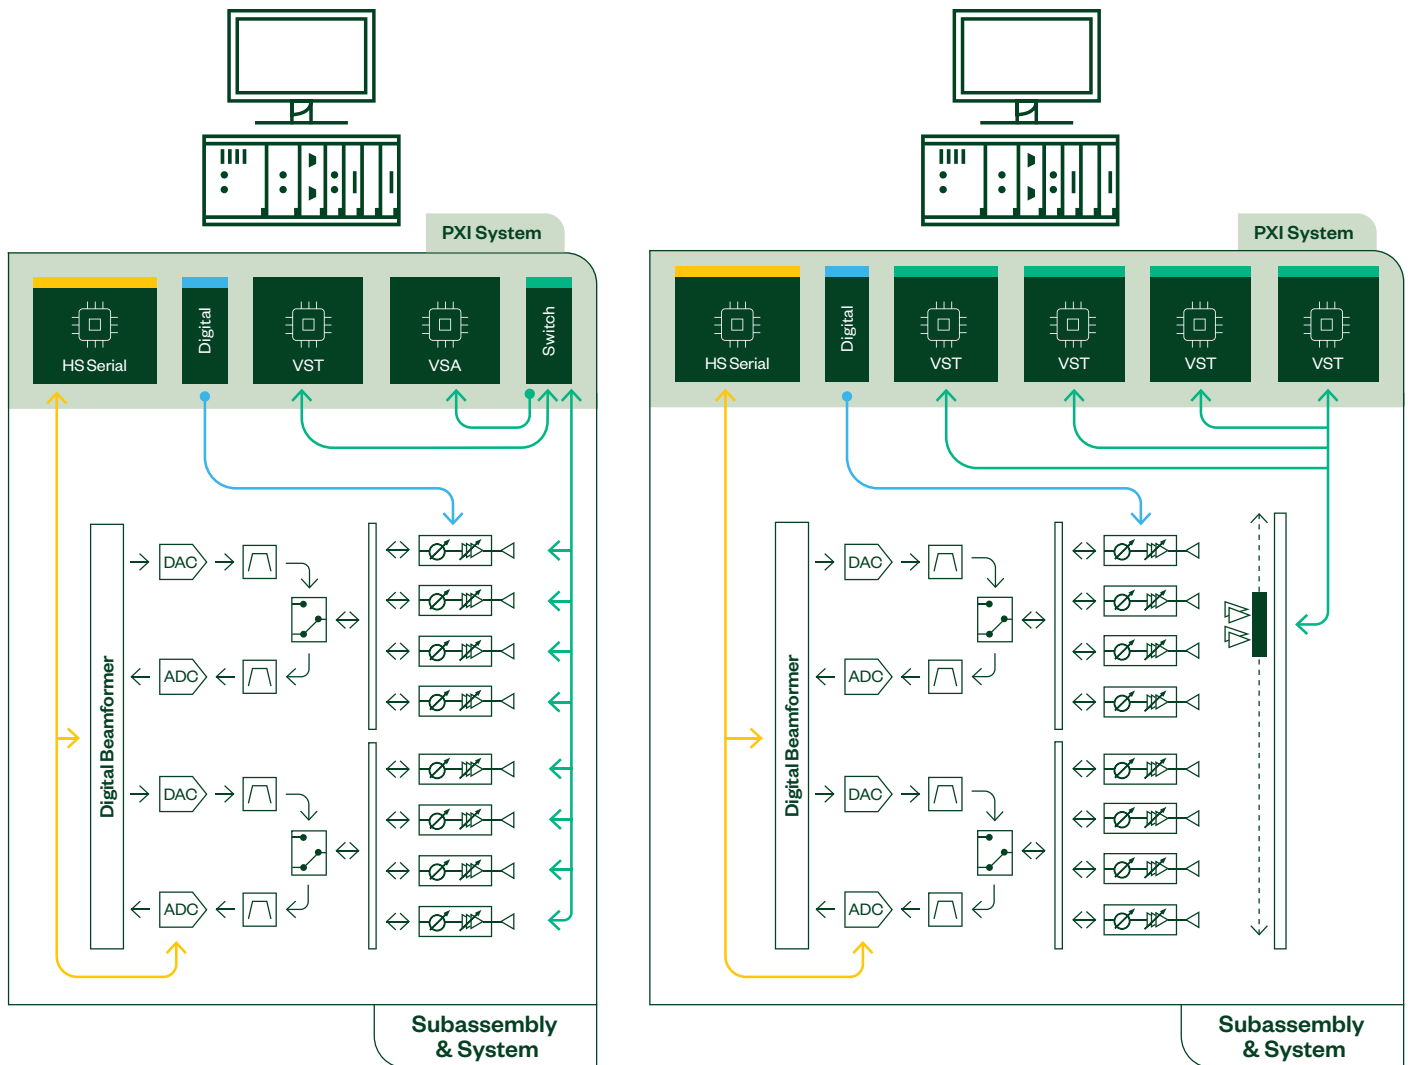 PXI System
HS Serial
Digital
VST
VSA
Switch
DAC
ADC
Digital Beamformer
DAC
ADC
Subassembly
& System
PXI System
HS Serial
Digital
VST
VST
VST
VST
DAC
ADC
Digital Beamformer
DAC
ADC
Subassembly
& System